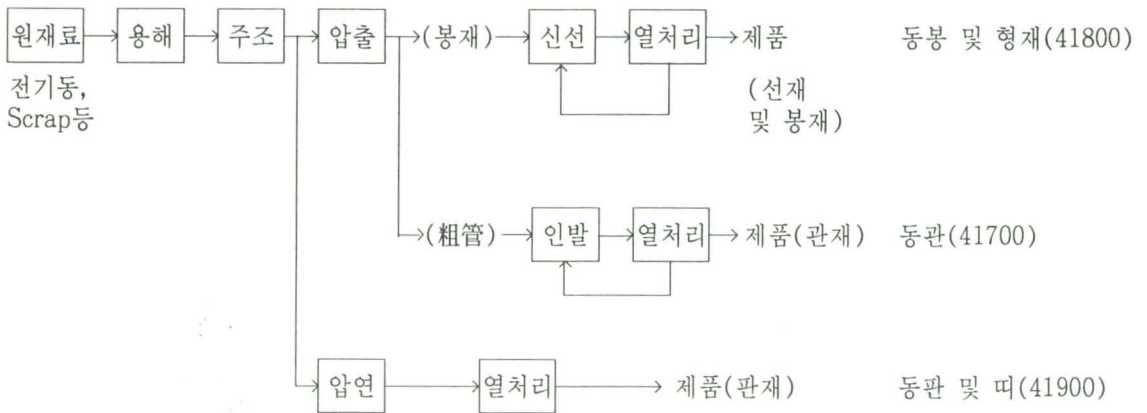 원재료 용해 주조 압출 (봉재) 신선 열처리 제품 동봉 및 형재(41800)
전기동,
Scrap등
(선재
및 봉재)
(粗管) 인발 열처리 제품(관재) 동관(41700)
압연 열처리 제품(판재) 동판 및 띠(41900)